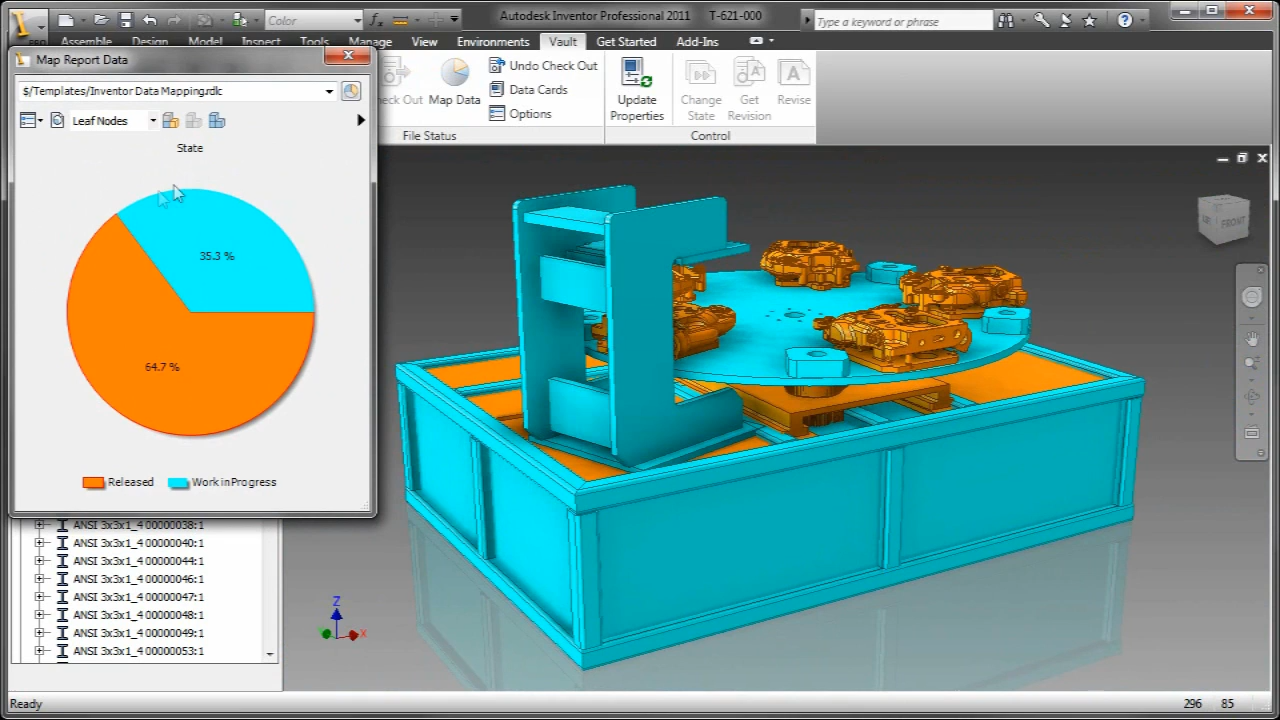 Color
Autodesk Inventor Professional 2011 T-621-000
Type a keyword or phrase
PRO
Assemble Design Model Inspect Tools Manage View Environments Vault Get Started Add-Ins
Map Report Data
$/Templates/Inventor Data Mapping.rdlc
Leaf Nodes
State
35.3 %
64.7 %
Released Work in Progress
eck Out
Map Data
Undo Check Out
Data Cards
Options
File Status
Update
Properties
Change
State
Get
Revision
Revise
Control
FRONT
ANSI 3x3x1_4 00000038:1
ANSI 3x3x1_4 00000040:1
ANSI 3x3x1_4 00000044:1
ANSI 3x3x1_4 00000046:1
ANSI 3x3x1_4 00000047:1
ANSI 3x3x1_4 00000048:1
ANSI 3x3x1_4 00000049:1
ANSI 3x3x1_4 00000053:1
Z
X
Ready
296 85